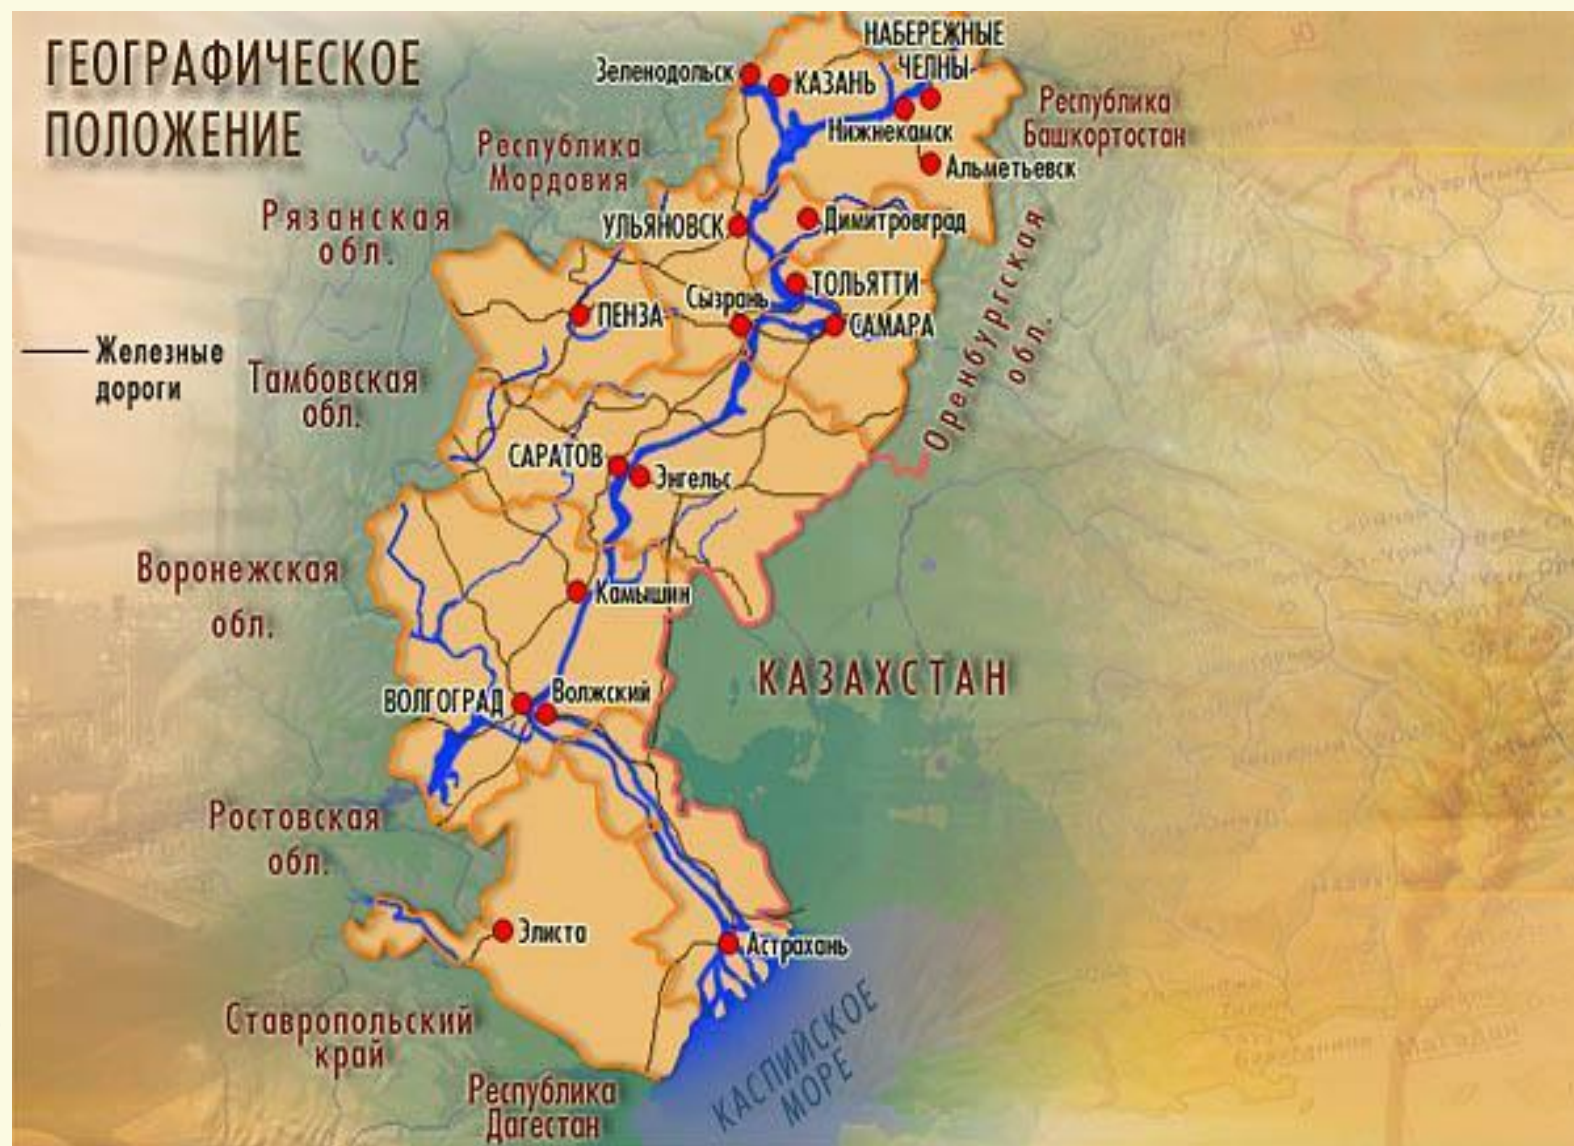 ГЕОГРАФИЧЕСКОЕ
ПОЛОЖЕНИЕ
НАБЕРЕЖНЫЕ
ЧЕЛНЫ
Зеленодольск
КАЗАНЬ
Нижнекамск
Альметьевск
Республика
Башкортостан
Республика
Мордовия
Рязанская
обл.
УЛЬЯНОВСК
Димитровград
ТОЛЬЯТТИ
Сызрань
САМАРА
ПЕНЗА
Оренбургская
обл.
Железные
дороги
Тамбовская
обл.
САРАТОВ
Энгельс
Воронежская
обл.
Камышин
КАЗАХСТАН
ВОЛГОГРАД
Волжский
Ростовская
обл.
Элиста
Астрахань
Ставропольский
край
КАСПИЙСКОЕ
МОРЕ
Республика
Дагестан
Магадан